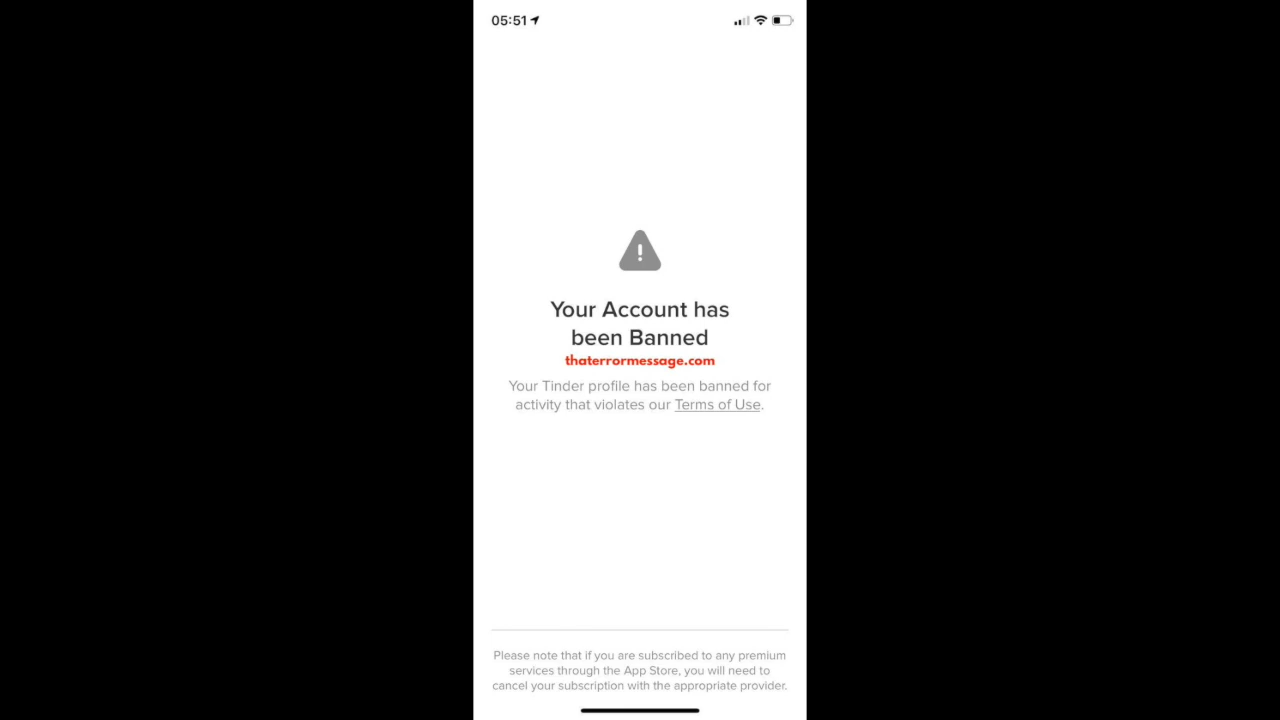 05:51
Your Account has
been Banned
thaterrormessage.com
Your Tinder profile has been banned for
activity that violates our Terms of Use.
Please note that if you are subscribed to any premium
services through the App Store, you will need to
cancel your subscription with the appropriate provider.